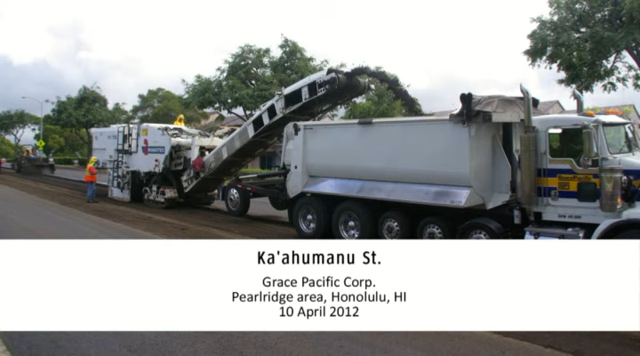 Ka'ahumanu St.
Grace Pacific Corp.
Pearlridge area, Honolulu, HI
10 April 2012